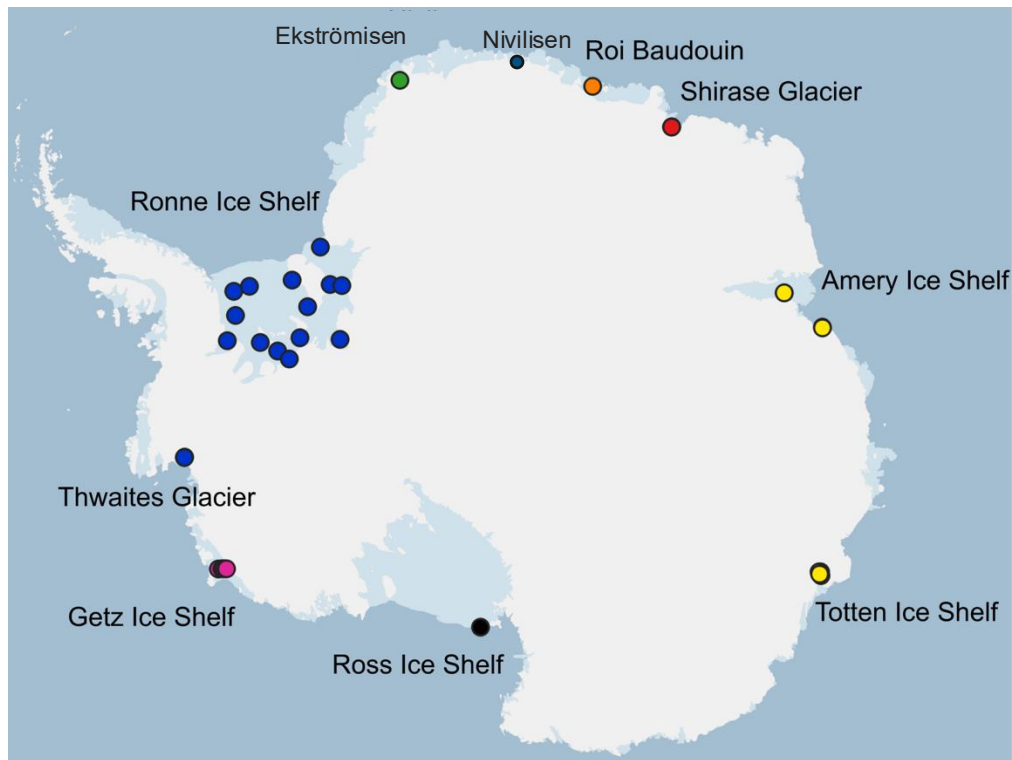 Ekströmisen
Nivilisen
Roi Baudouin
Shirase Glacier
Ronne Ice Shelf
Amery Ice Shelf
Thwaites Glacier
Getz Ice Shelf
Totten Ice Shelf
Ross Ice Shelf